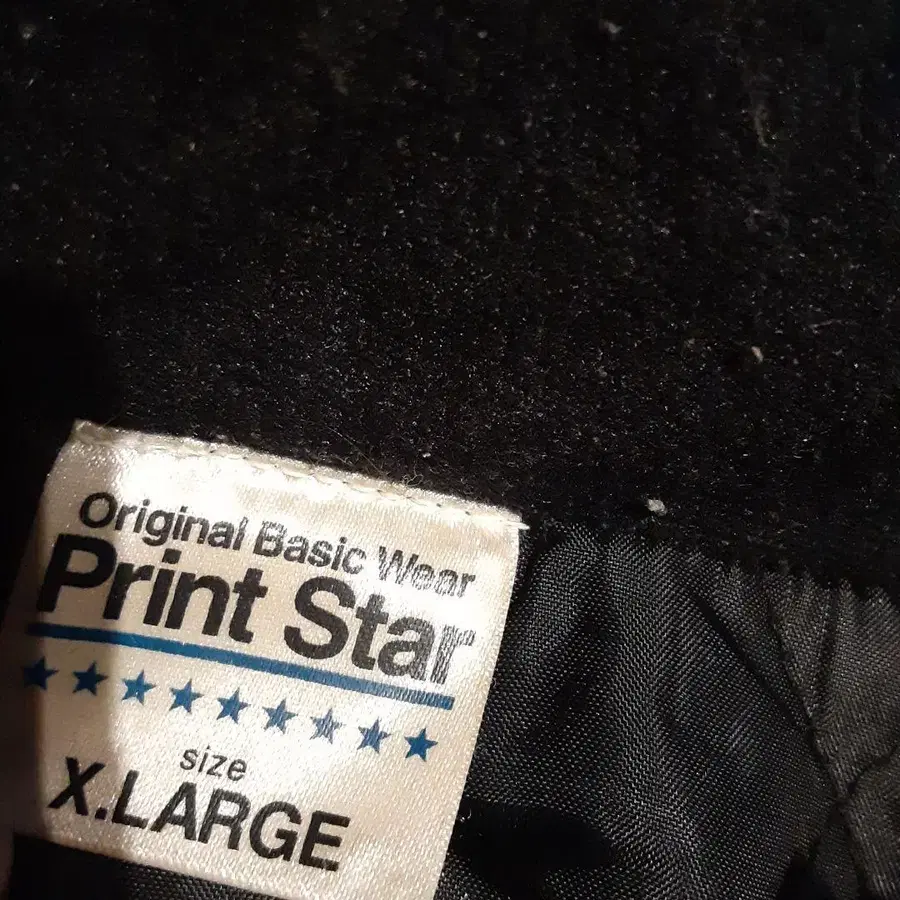 Original Basic Wear
Print Star
size
X.LARGE